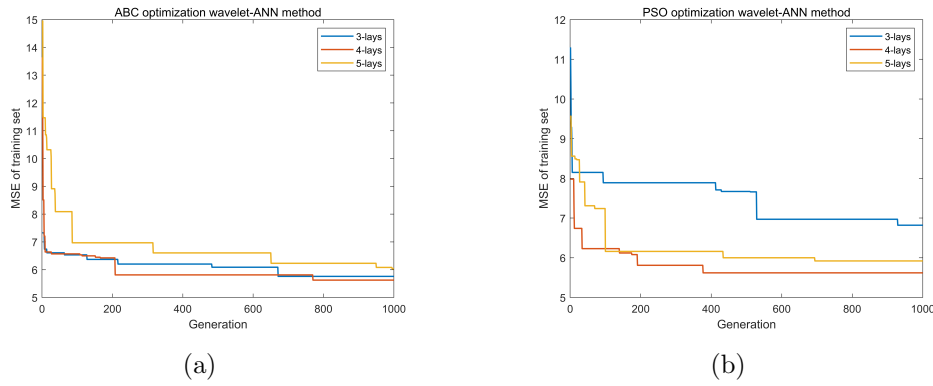 ABC optimization wavelet-ANN method
15
14
13
12
11
10
9
8
7
6
5
MSE of training set
3-lays
4-lays
5-lays
0 200 400 600 800 1000
Generation
(a)
PSO optimization wavelet-ANN method
12
11
10
9
8
7
6
5
MSE of training set
3-lays
4-lays
5-lays
0 200 400 600 800 1000
Generation
(b)